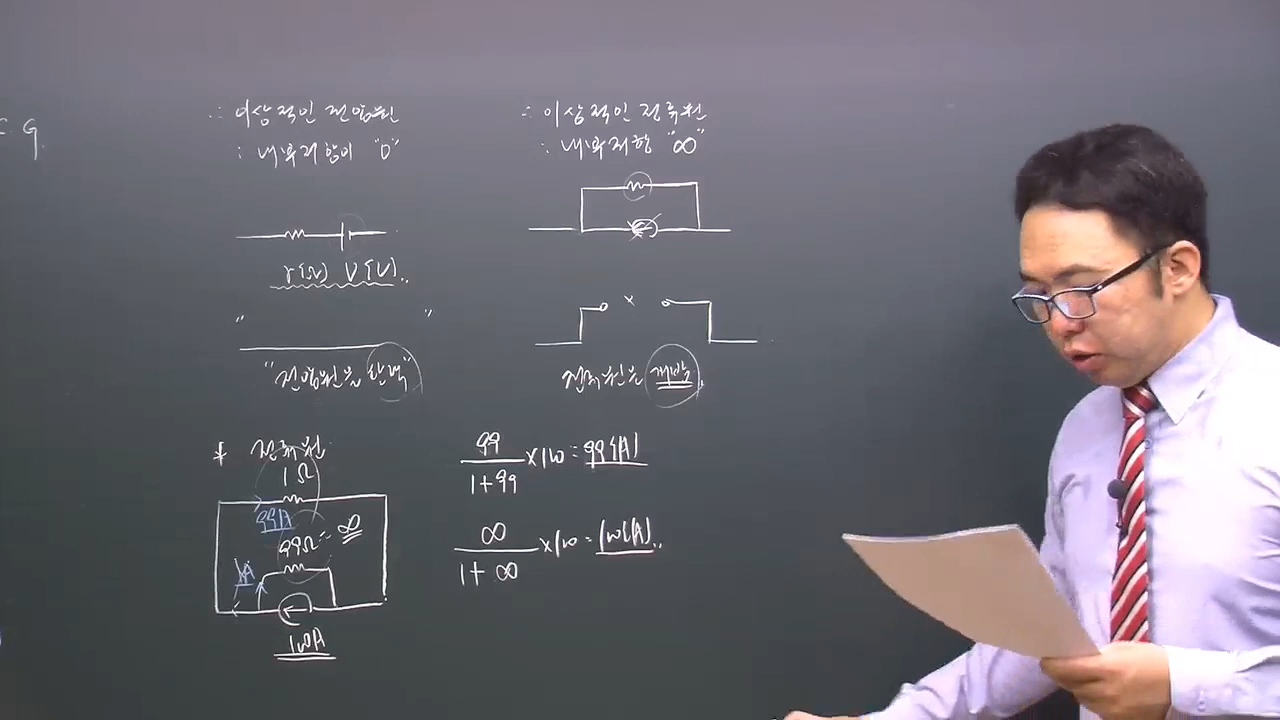 C G.
∴ 이상적인 전압원
: 내부저항이 "0"
r[Ω] V[V]..
" "
"전압원은 단락"
∴ 이상적인 전류원
: 내부저항 "∞"
×
전류원은 개방.
* 전류원
1Ω
99A
99Ω = ∞
1A
100A
99/(1+99) ×100 = 99[A]
∞/(1+∞) ×100 = 100[A]..